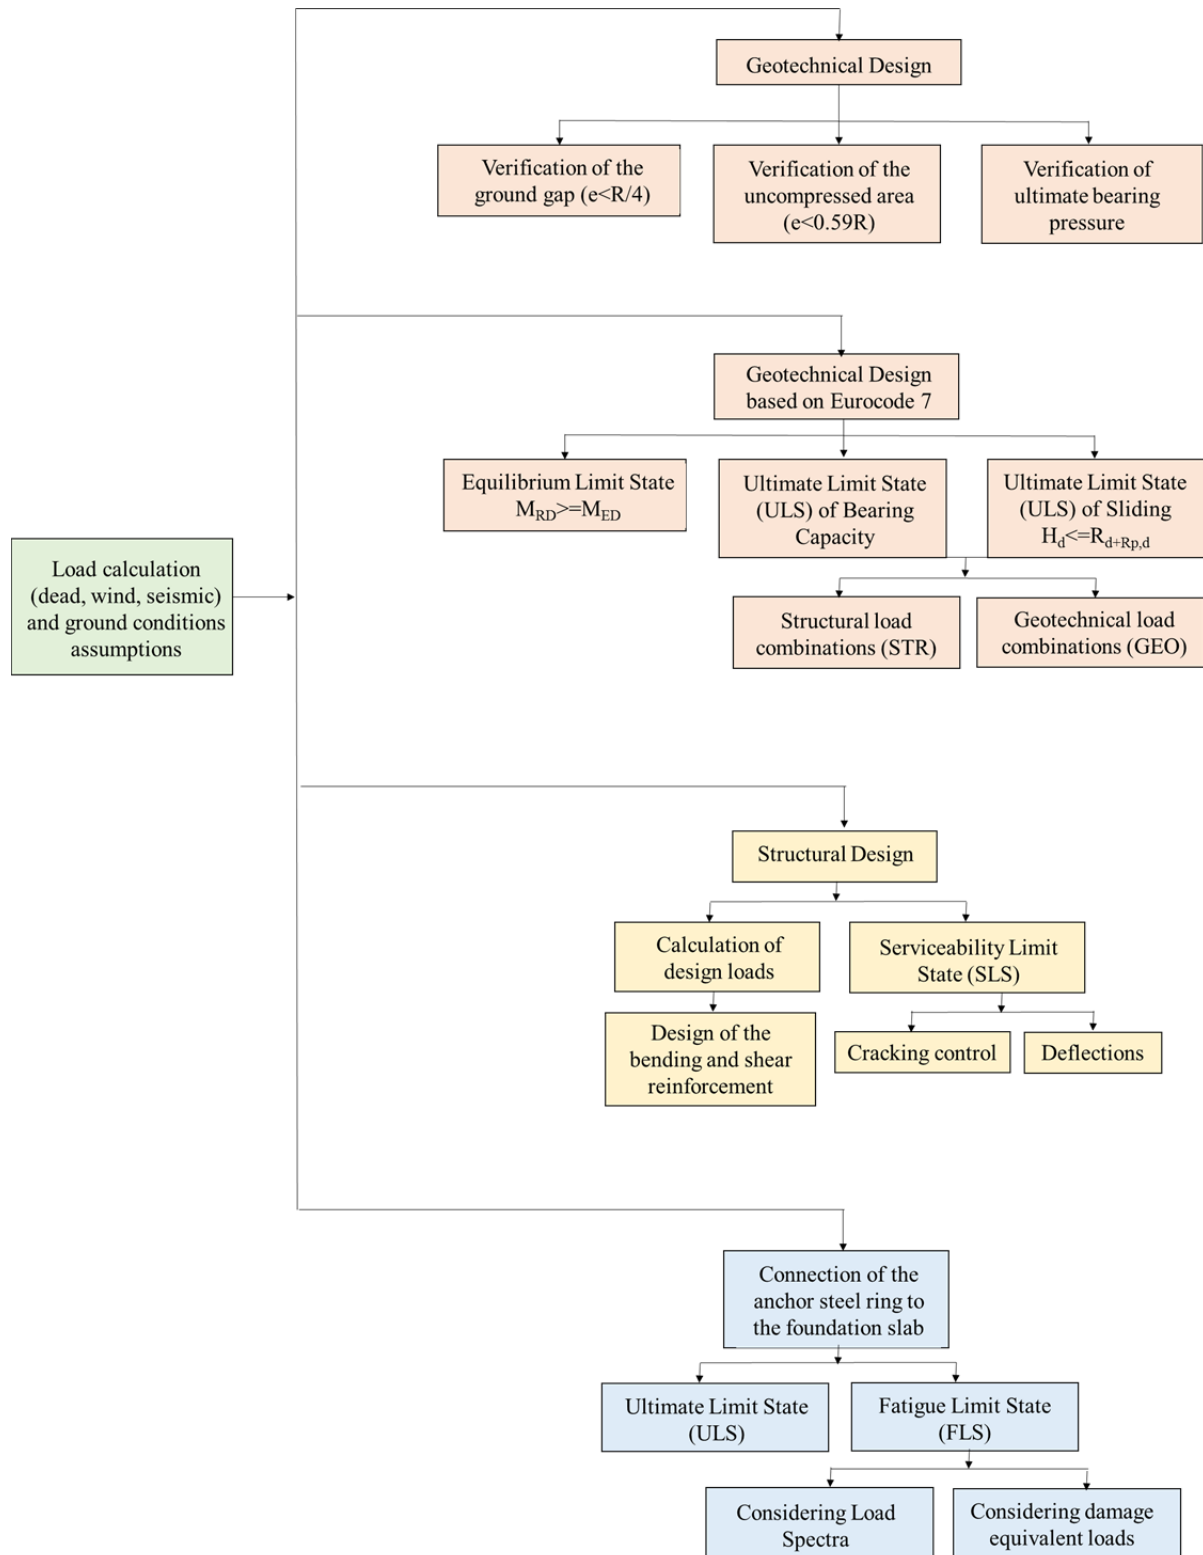 Geotechnical Design
Verification of the
ground gap (e<R/4)
Verification of the
uncompressed area
(e<0.59R)
Verification of
ultimate bearing
pressure
Geotechnical Design
based on Eurocode 7
Equilibrium Limit State
M_RD>=M_ED
Ultimate Limit State
(ULS) of Bearing
Capacity
Ultimate Limit State
(ULS) of Sliding
H_d<=R_d+Rp,d
Load calculation
(dead, wind, seismic)
and ground conditions
assumptions
Structural load
combinations (STR)
Geotechnical load
combinations (GEO)
Structural Design
Calculation of
design loads
Serviceability Limit
State (SLS)
Design of the
bending and shear
reinforcement
Cracking control
Deflections
Connection of the
anchor steel ring to
the foundation slab
Ultimate Limit State
(ULS)
Fatigue Limit State
(FLS)
Considering Load
Spectra
Considering damage
equivalent loads